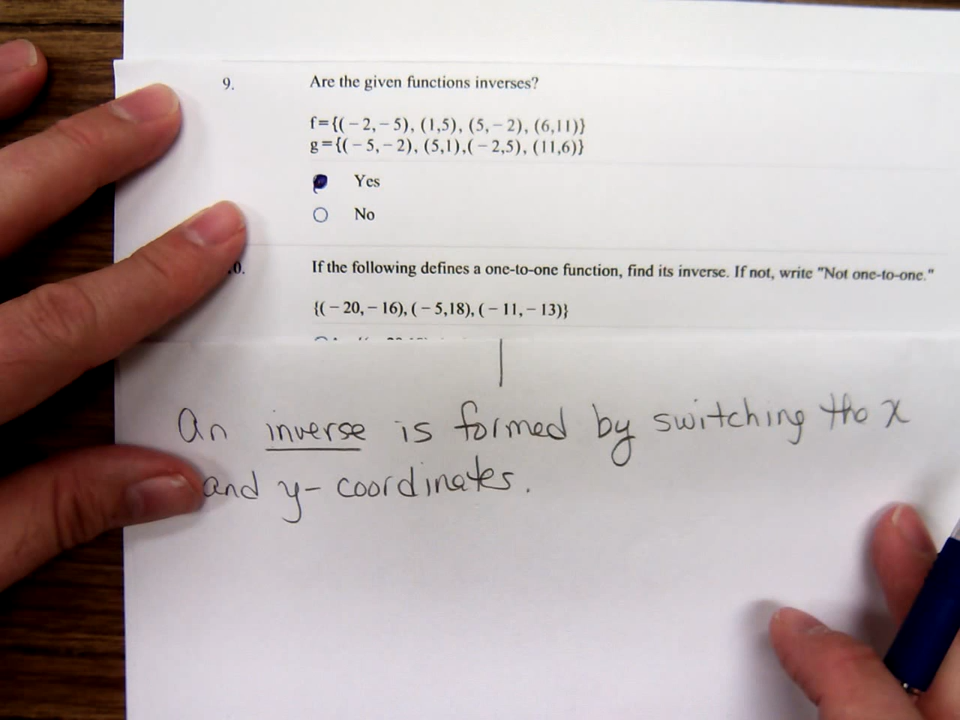 9. Are the given functions inverses?
f={(−2,−5), (1,5), (5,−2), (6,11)}
g={(−5,−2), (5,1),(−2,5), (11,6)}
Yes
No
0. If the following defines a one-to-one function, find its inverse. If not, write "Not one-to-one."
{(−20,−16),(−5,18),(−11,−13)}
An inverse is formed by switching the x
and y-coordinates.